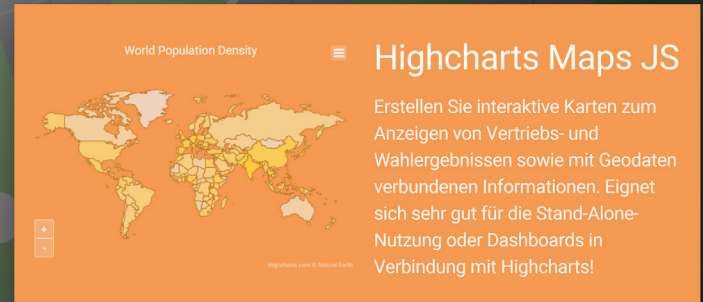 World Population Density
Highcharts Maps JS
Erstellen Sie interaktive Karten zum
Anzeigen von Vertriebs- und
Wahlergebnissen sowie mit Geodaten
verbundenen Informationen. Eignet
sich sehr gut für die Stand-Alone-
Nutzung oder Dashboards in
Verbindung mit Highcharts!
+
-
Highcharts.com © Natural Earth